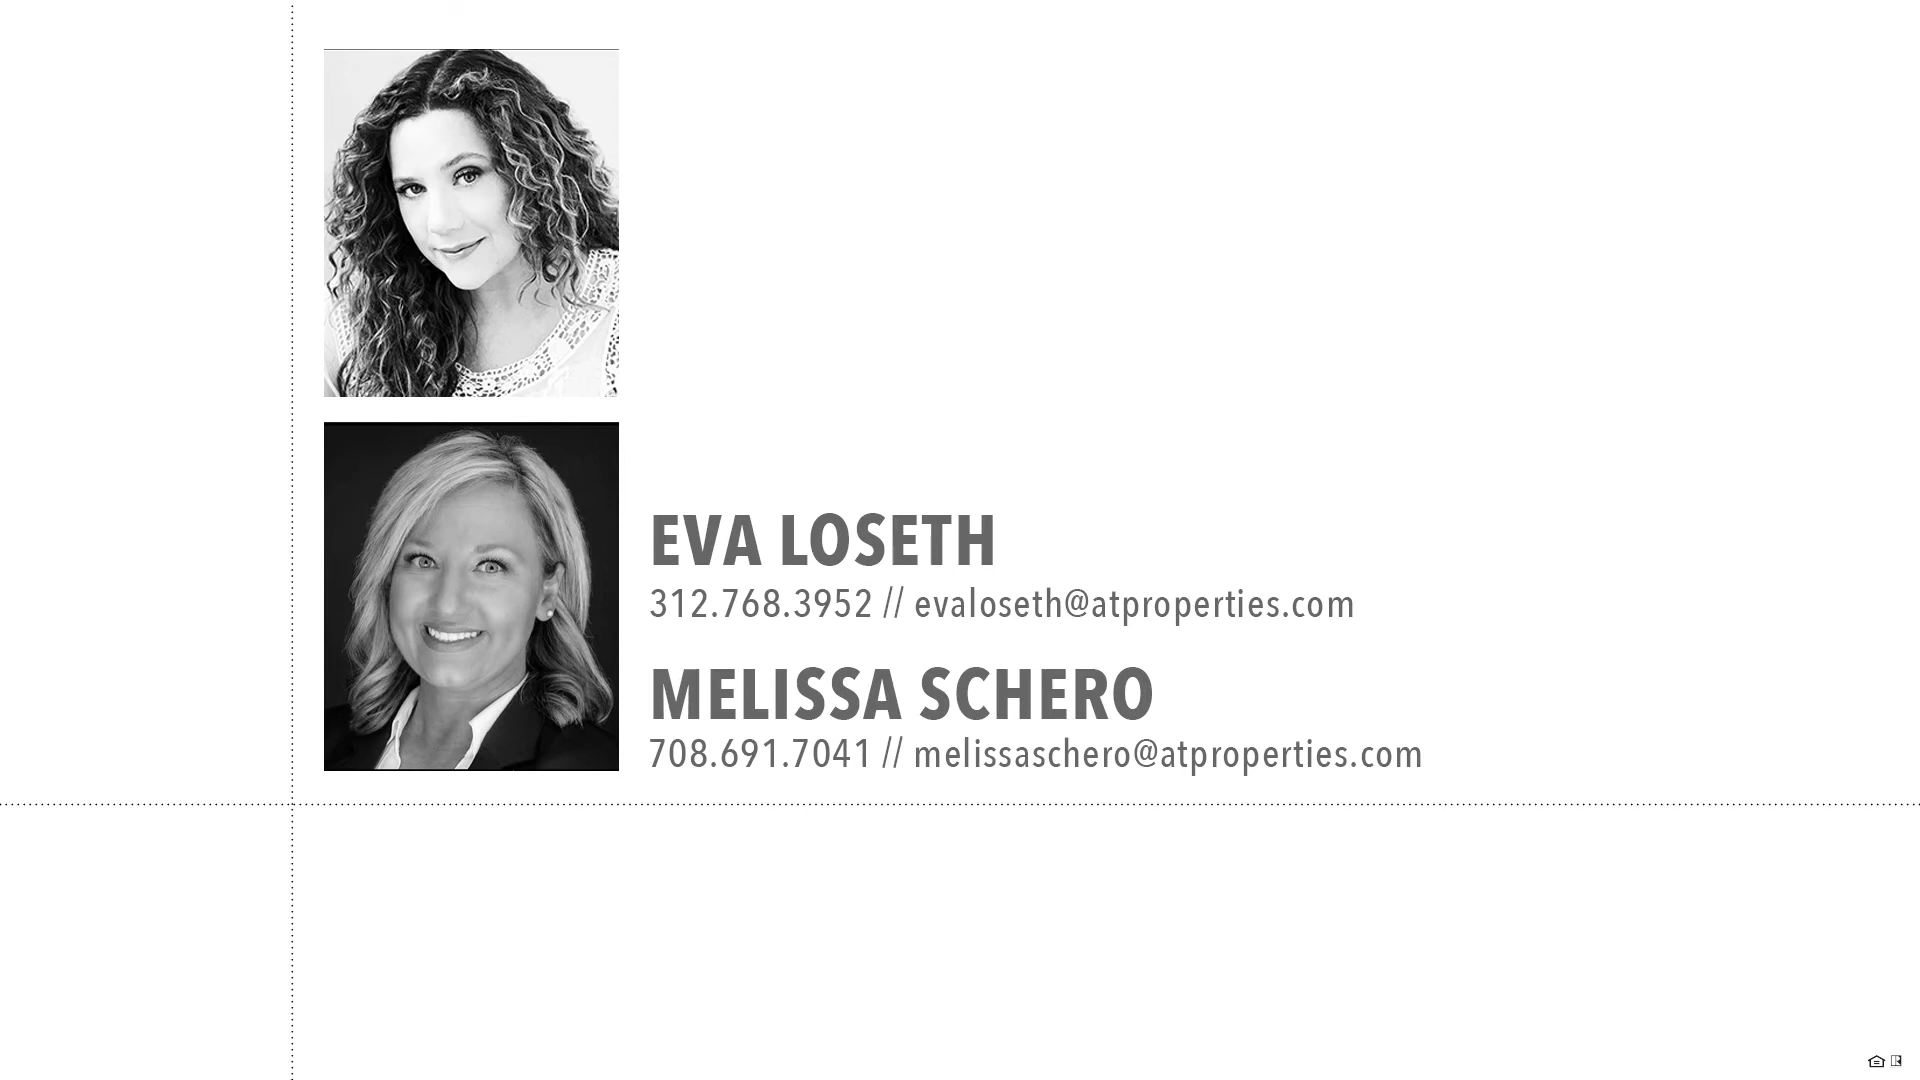 EVA LOSETH
312.768.3952 // evaloseth@atproperties.com
MELISSA SCHERO
708.691.7041 // melissaschero@atproperties.com